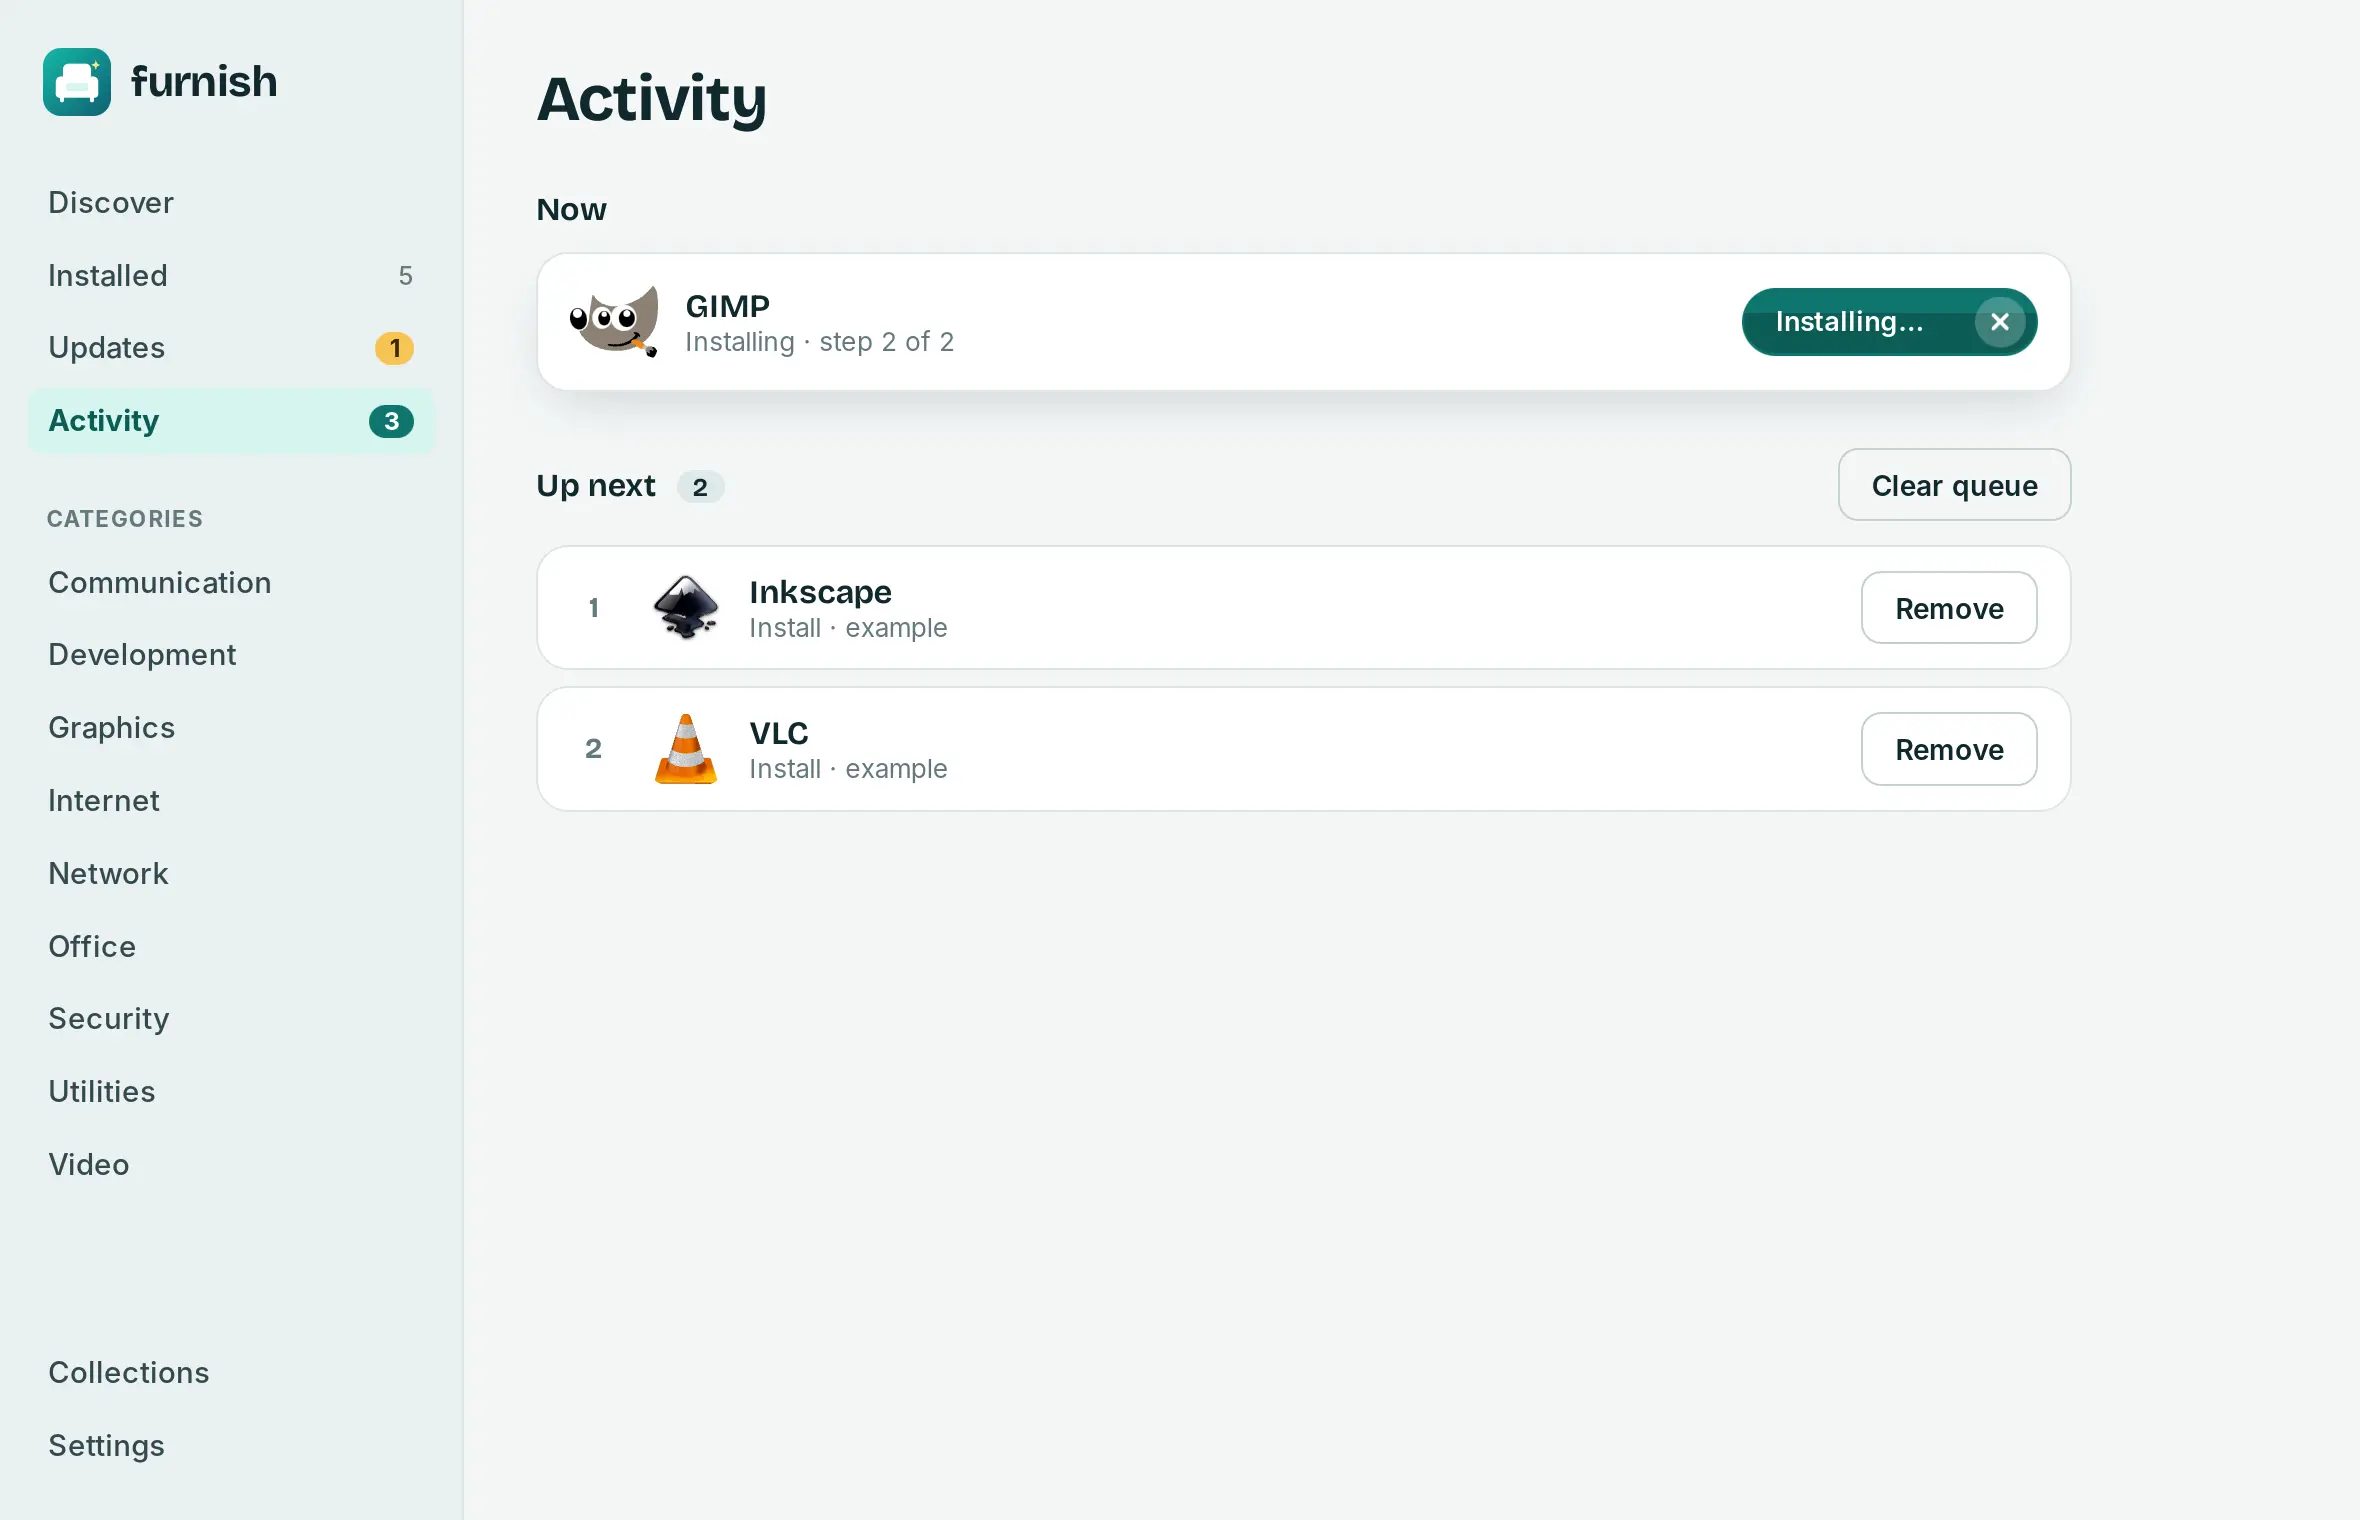 furnish
Discover
Installed 5
Updates 1
Activity 3
CATEGORIES
Communication
Development
Graphics
Internet
Network
Office
Security
Utilities
Video
Collections
Settings
Activity
Now
GIMP
Installing · step 2 of 2
Installing…
Up next 2
Clear queue
1
Inkscape
Install · example
Remove
2
VLC
Install · example
Remove